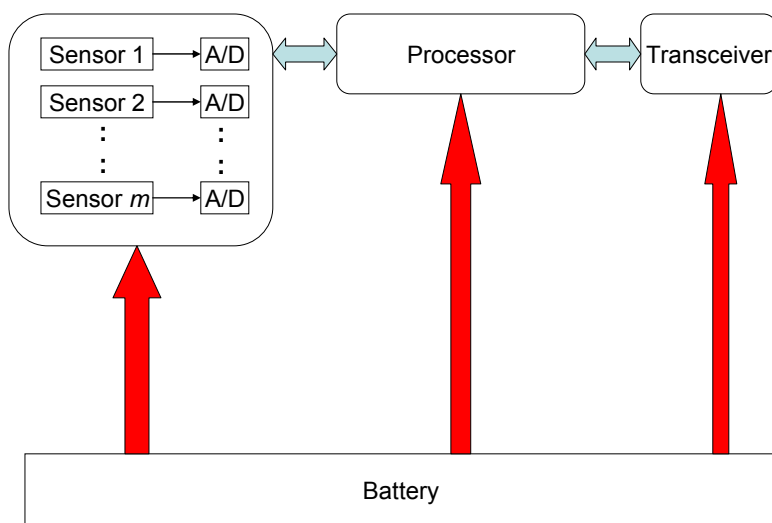 Sensor 1
A/D
Processor
Transceiver
Sensor 2
A/D
:
:
:
:
Sensor m
A/D
Battery